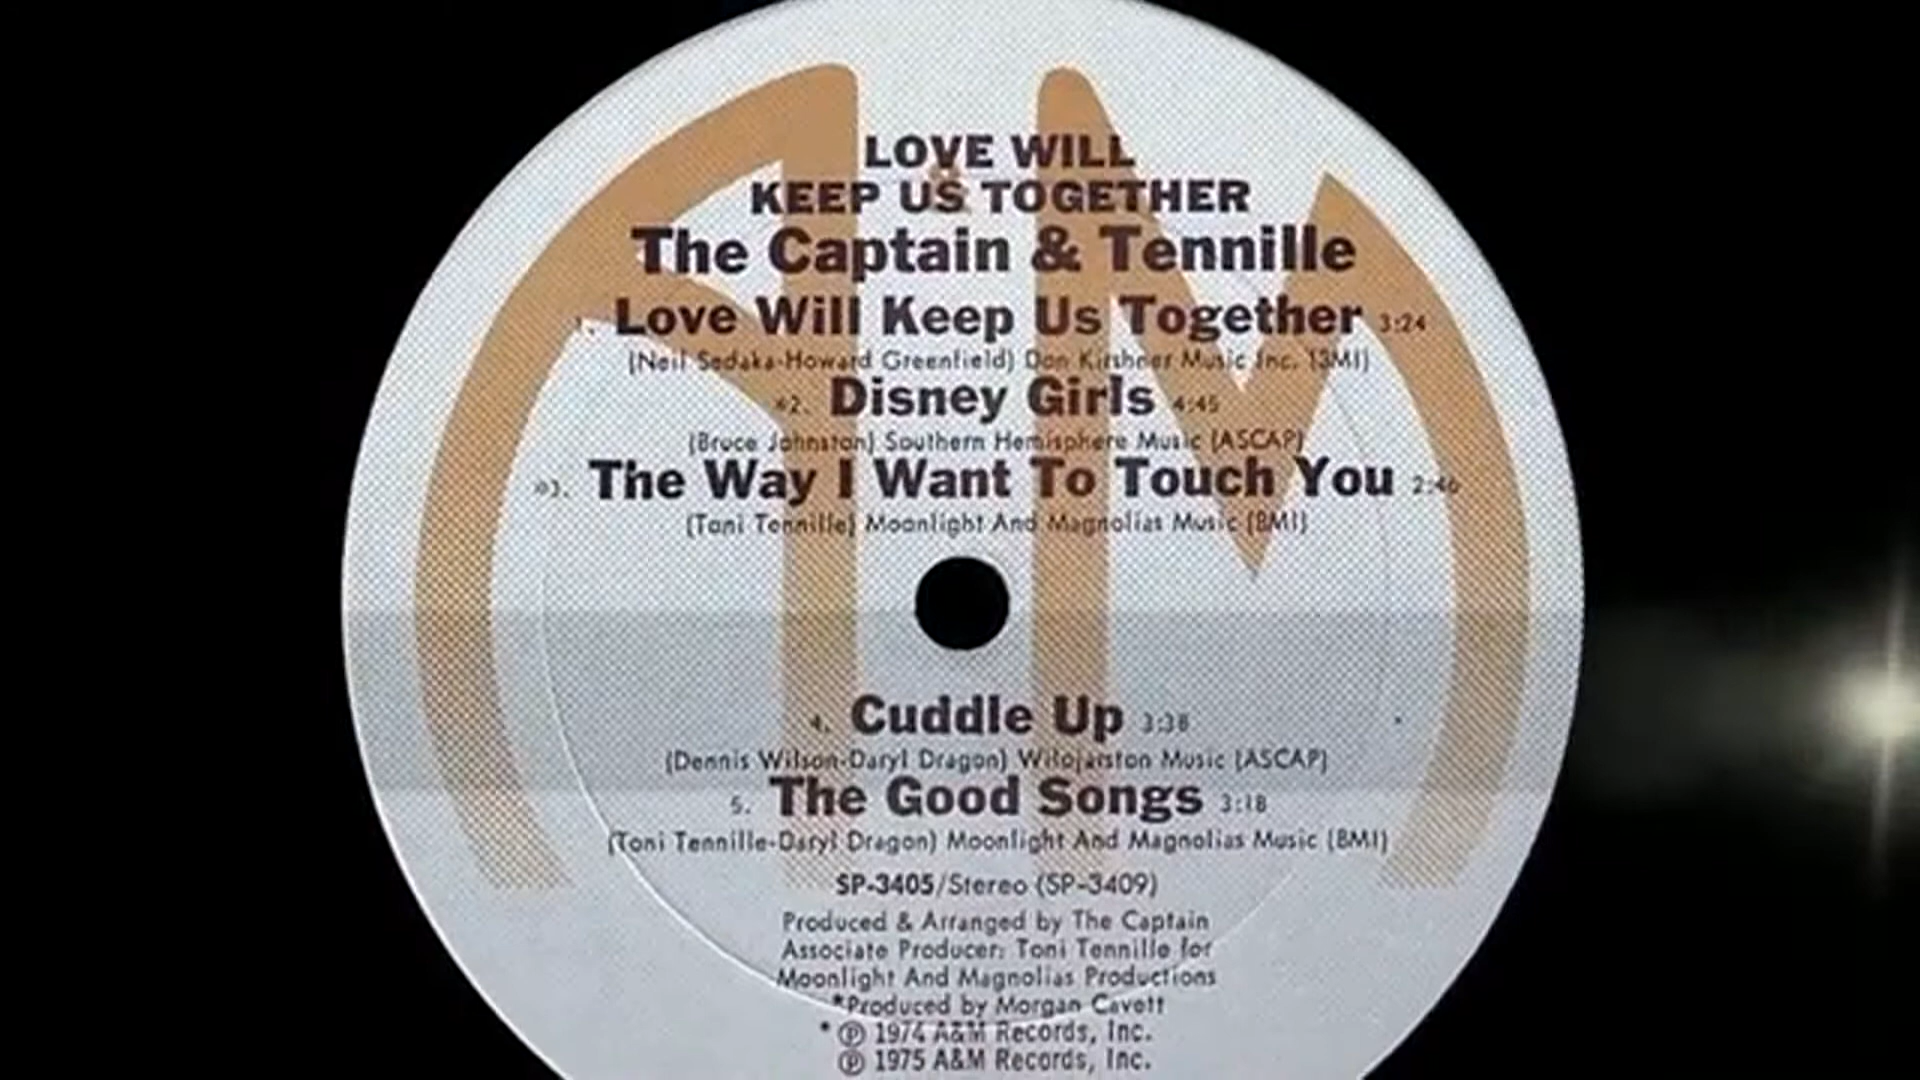 LOVE WILL
KEEP US TOGETHER
The Captain & Tennille
1. Love Will Keep Us Together 3:24
(Neil Sedaka-Howard Greenfield) Don Kirshner Music Inc. (BMI)
*2. Disney Girls 4:45
(Bruce Johnston) Southern Hemisphere Music (ASCAP)
3. The Way I Want To Touch You 2:46
(Toni Tennille) Moonlight And Magnolias Music (BMI)
4. Cuddle Up 3:38
(Dennis Wilson-Daryl Dragon) Wilojarston Music (ASCAP)
5. The Good Songs 3:18
(Toni Tennille-Daryl Dragon) Moonlight And Magnolias Music (BMI)
SP-3405/Stereo (SP-3409)
Produced & Arranged by The Captain
Associate Producer: Toni Tennille for
Moonlight And Magnolias Productions
*Produced by Morgan Cavett
* ℗ 1974 A&M Records, Inc.
℗ 1975 A&M Records, Inc.